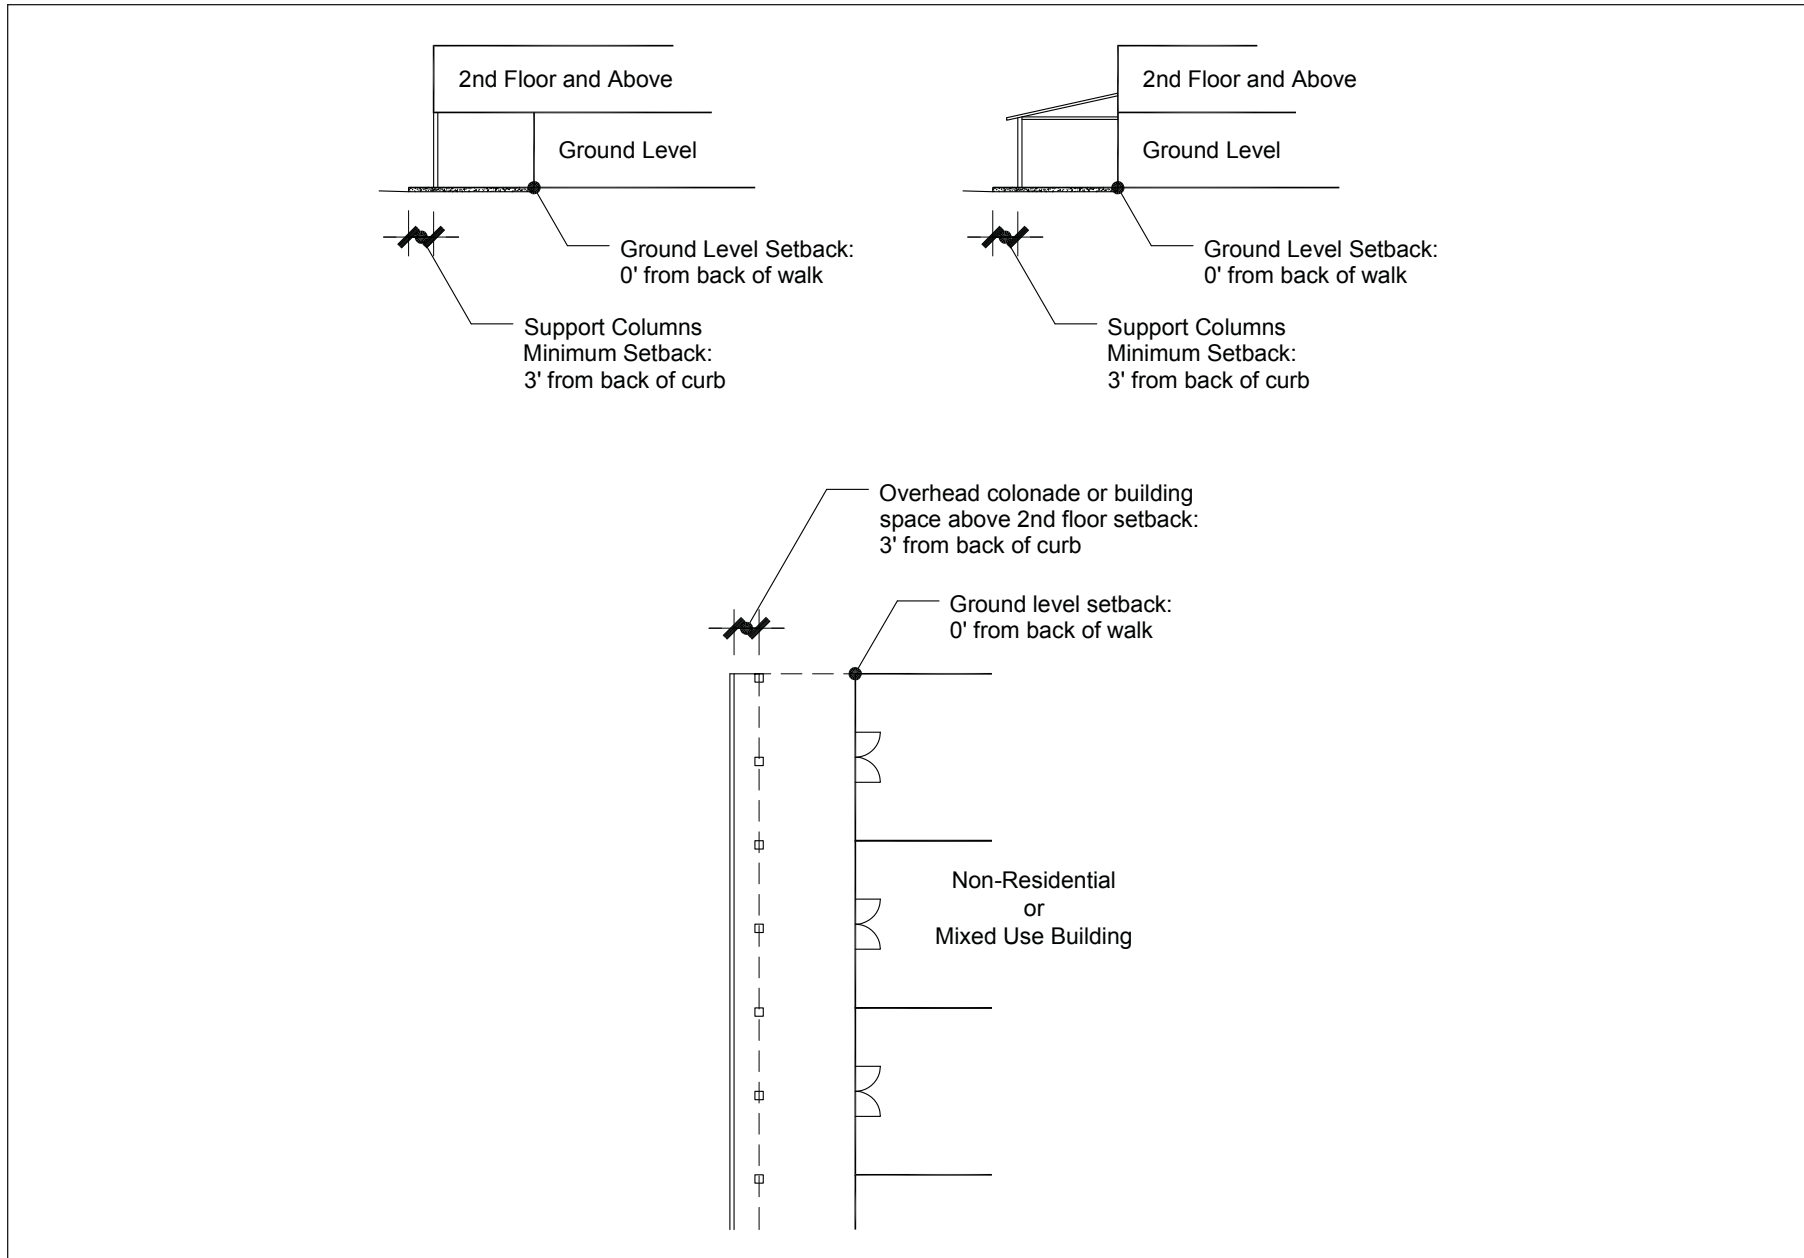 2nd Floor and Above
Ground Level
Ground Level Setback:
0' from back of walk
Support Columns
Minimum Setback:
3' from back of curb
2nd Floor and Above
Ground Level
Ground Level Setback:
0' from back of walk
Support Columns
Minimum Setback:
3' from back of curb
Overhead colonade or building
space above 2nd floor setback:
3' from back of curb
Ground level setback:
0' from back of walk
Non-Residential
or
Mixed Use Building